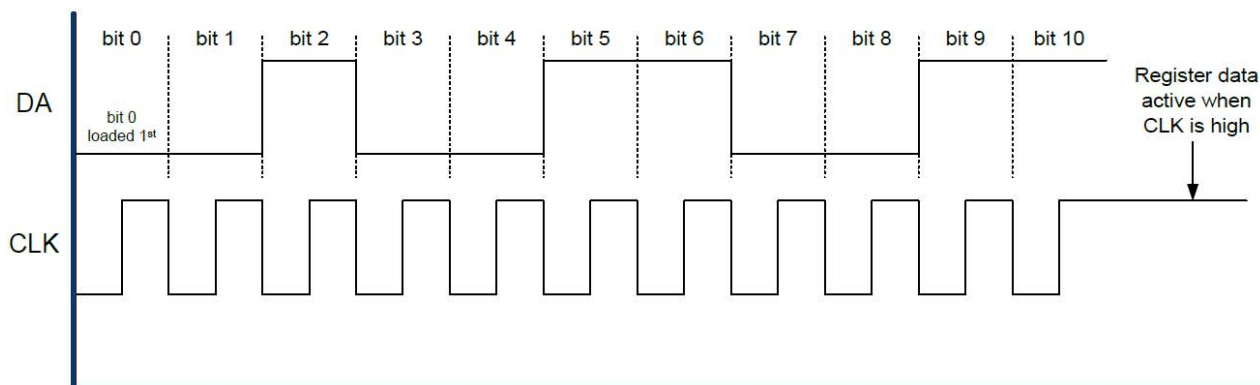 bit 0 bit 1 bit 2 bit 3 bit 4 bit 5 bit 6 bit 7 bit 8 bit 9 bit 10
DA
bit 0
loaded 1st
Register data
active when
CLK is high
CLK